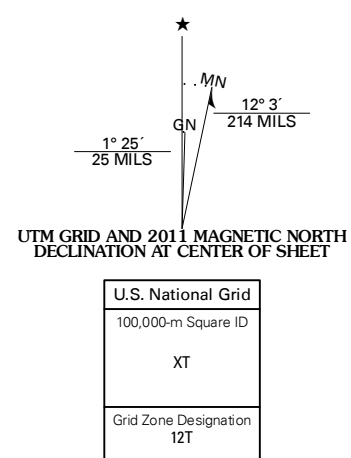 ★
MN
12° 3´
214 MILS
GN
1° 25´
25 MILS
UTM GRID AND 2011 MAGNETIC NORTH
DECLINATION AT CENTER OF SHEET
U.S. National Grid
100,000-m Square ID
XT
Grid Zone Designation
12T